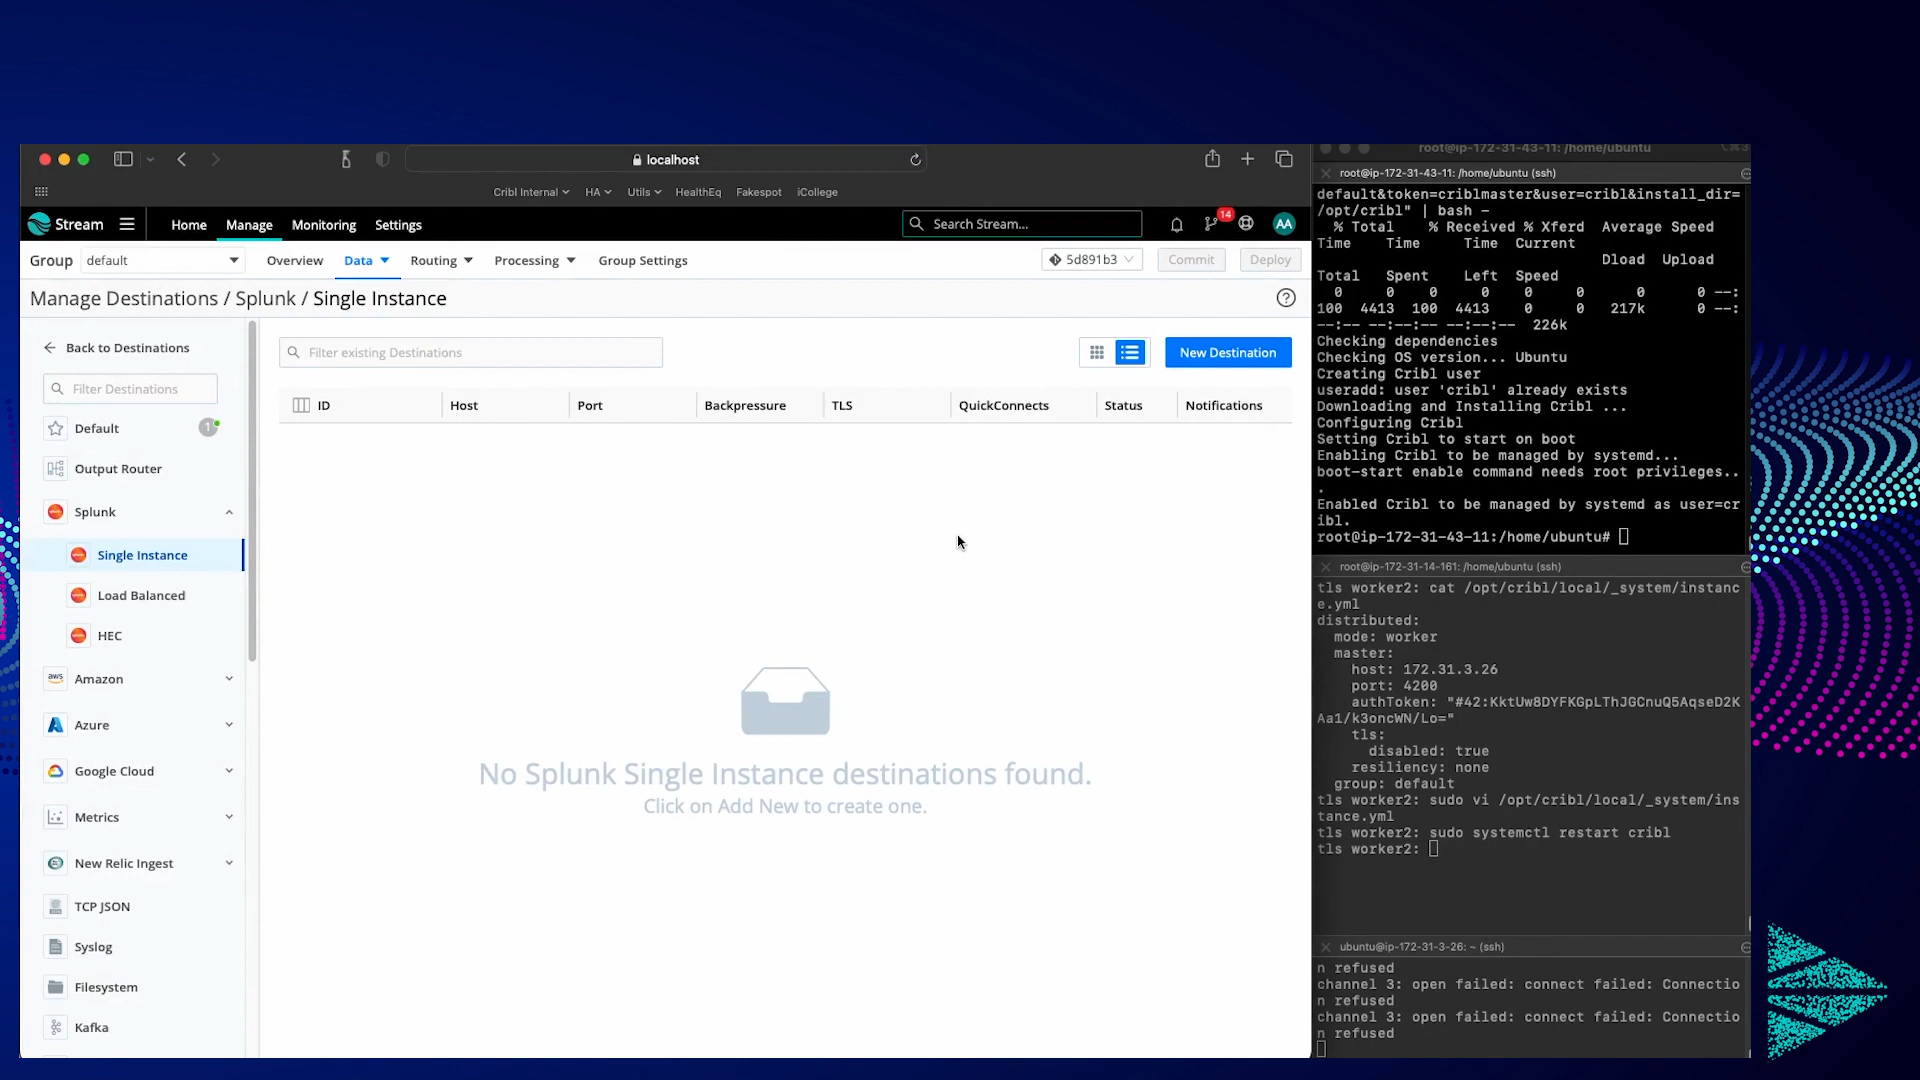 localhost
Cribl Internal
HA
Utils
HealthEq
Fakespot
iCollege
Stream
Home
Manage
Monitoring
Settings
Search Stream...
14
AA
Group
default
Overview
Data
Routing
Processing
Group Settings
5d891b3
Commit
Deploy
Manage Destinations / Splunk / Single Instance
Back to Destinations
Filter Destinations
Default
1
Output Router
Splunk
Single Instance
Load Balanced
HEC
aws
Amazon
Azure
Google Cloud
Metrics
New Relic Ingest
TCP JSON
Syslog
Filesystem
Kafka
Filter existing Destinations
New Destination
ID
Host
Port
Backpressure
TLS
QuickConnects
Status
Notifications
No Splunk Single Instance destinations found.
Click on Add New to create one.
root@ip-172-31-43-11: /home/ubuntu
root@ip-172-31-43-11: /home/ubuntu (ssh)
default&token=criblmaster&user=cribl&install_dir=
/opt/cribl" | bash -
% Total % Received % Xferd Average Speed
Time Time Time Current
Dload Upload
Total Spent Left Speed
0 0 0 0 0 0 0 0 --:
100 4413 100 4413 0 0 217k 0 --:
--:-- --:--:-- --:--:-- 226k
Checking dependencies
Checking OS version... Ubuntu
Creating Cribl user
useradd: user 'cribl' already exists
Downloading and Installing Cribl ...
Configuring Cribl
Setting Cribl to start on boot
Enabling Cribl to be managed by systemd...
boot-start enable command needs root privileges..
.
Enabled Cribl to be managed by systemd as user=cr
ibl.
root@ip-172-31-43-11:/home/ubuntu#
root@ip-172-31-14-161: /home/ubuntu (ssh)
tls worker2: cat /opt/cribl/local/_system/instanc
e.yml
distributed:
mode: worker
master:
host: 172.31.3.26
port: 4200
authToken: "#42:KktUw8DYFKGpLThJGCnuQ5AqseD2K
Aa1/k3oncWN/Lo="
tls:
disabled: true
resiliency: none
group: default
tls worker2: sudo vi /opt/cribl/local/_system/ins
tance.yml
tls worker2: sudo systemctl restart cribl
tls worker2:
ubuntu@ip-172-31-3-26: ~ (ssh)
n refused
channel 3: open failed: connect failed: Connectio
n refused
channel 3: open failed: connect failed: Connectio
n refused